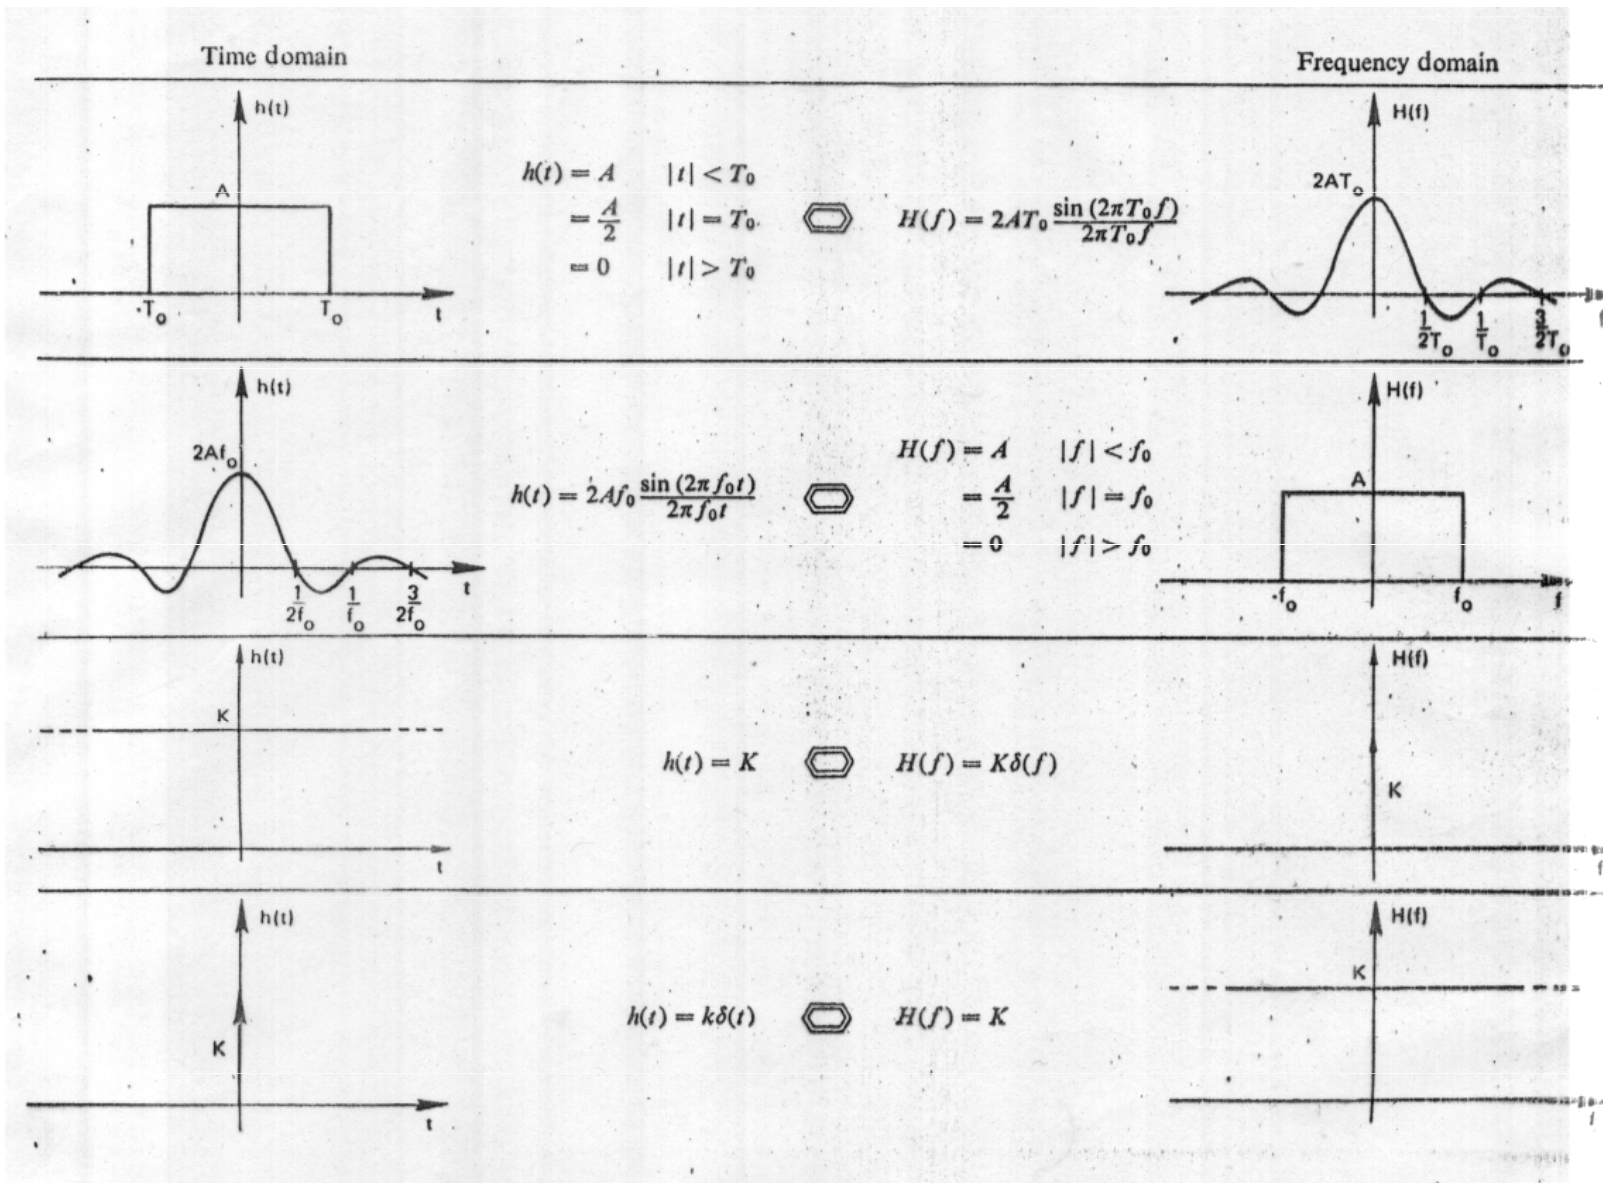 Time domain
Frequency domain
h(t)
A
-T₀
T₀
t
h(t) = A |t| < T₀
= A/2 |t| = T₀
= 0 |t| > T₀
H(f) = 2AT₀ sin (2πT₀f) / 2πT₀f
H(f)
2AT₀
1/2T₀
1/T₀
3/2T₀
f
h(t)
2Af₀
1/2f₀
1/f₀
3/2f₀
t
h(t) = 2Af₀ sin (2πf₀t) / 2πf₀t
H(f) = A |f| < f₀
= A/2 |f| = f₀
= 0 |f| > f₀
H(f)
A
-f₀
f₀
f
h(t)
K
t
h(t) = K
H(f) = Kδ(f)
H(f)
K
f
h(t)
K
t
h(t) = kδ(t)
H(f) = K
H(f)
K
f